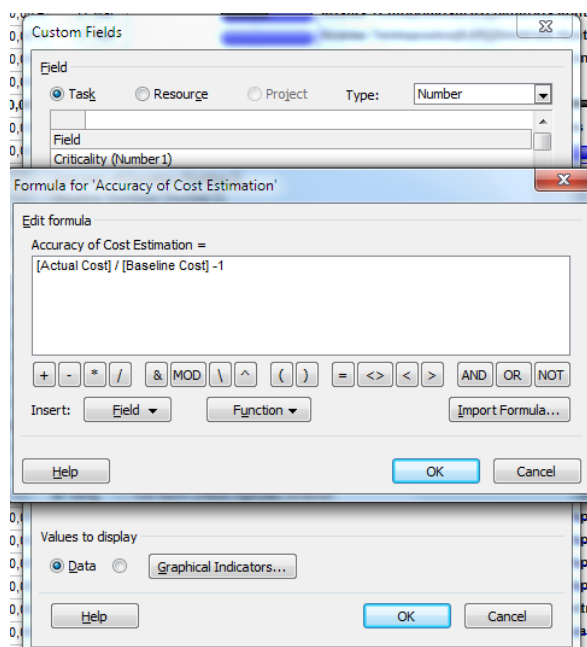 Custom Fields
Field
Task Resource Project Type: Number
Field
Criticality (Number1)
Formula for 'Accuracy of Cost Estimation'
Edit formula
Accuracy of Cost Estimation =
[Actual Cost] / [Baseline Cost] -1
+ - * / & MOD \ ^ ( ) = <> < > AND OR NOT
Insert: Field Function Import Formula...
Help OK Cancel
Values to display
Data Graphical Indicators...
Help OK Cancel